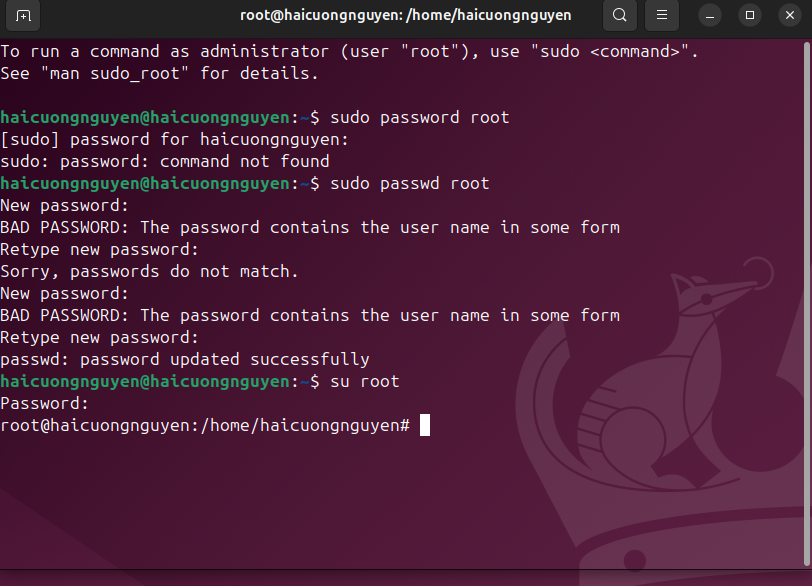 root@haicuongnguyen: /home/haicuongnguyen
To run a command as administrator (user "root"), use "sudo <command>".
See "man sudo_root" for details.
haicuongnguyen@haicuongnguyen:~$ sudo password root
[sudo] password for haicuongnguyen:
sudo: password: command not found
haicuongnguyen@haicuongnguyen:~$ sudo passwd root
New password:
BAD PASSWORD: The password contains the user name in some form
Retype new password:
Sorry, passwords do not match.
New password:
BAD PASSWORD: The password contains the user name in some form
Retype new password:
passwd: password updated successfully
haicuongnguyen@haicuongnguyen:~$ su root
Password:
root@haicuongnguyen:/home/haicuongnguyen#